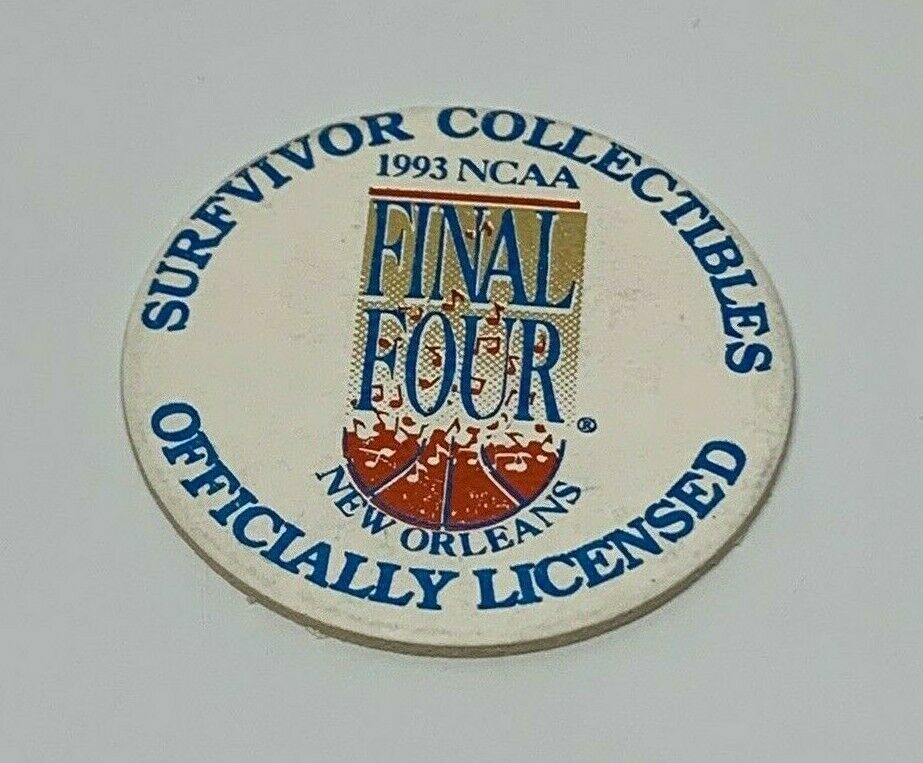 SURFVIVOR COLLECTIBLES
1993 NCAA
FINAL
FOUR®
NEW ORLEANS
OFFICIALLY LICENSED